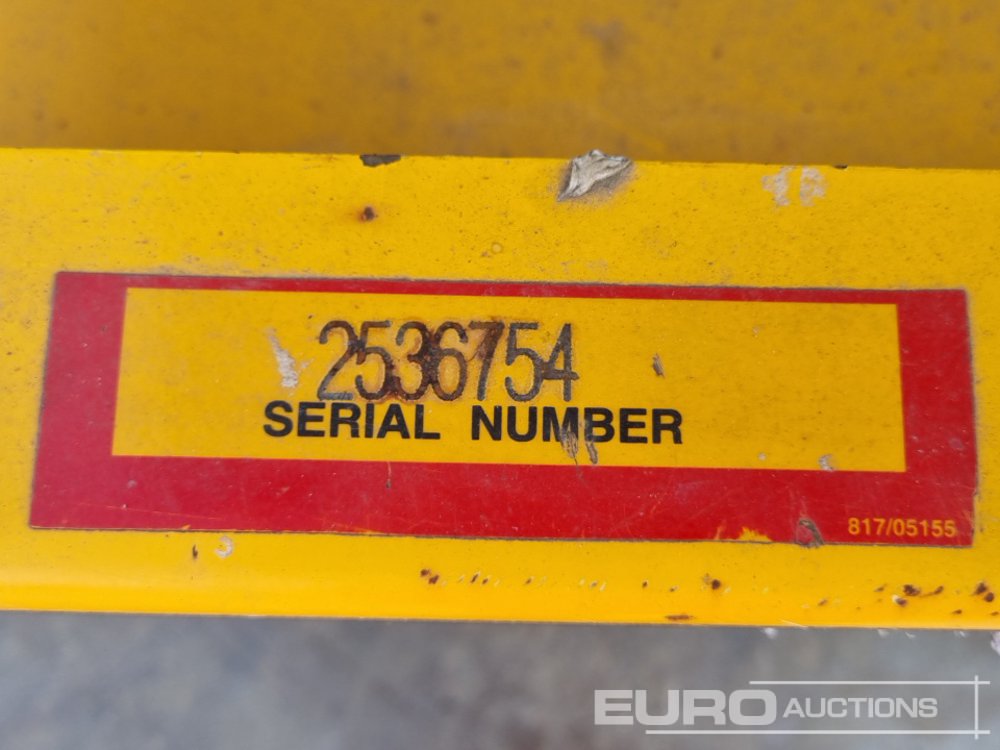 2536754
SERIAL NUMBER
817/05155
EURO AUCTIONS